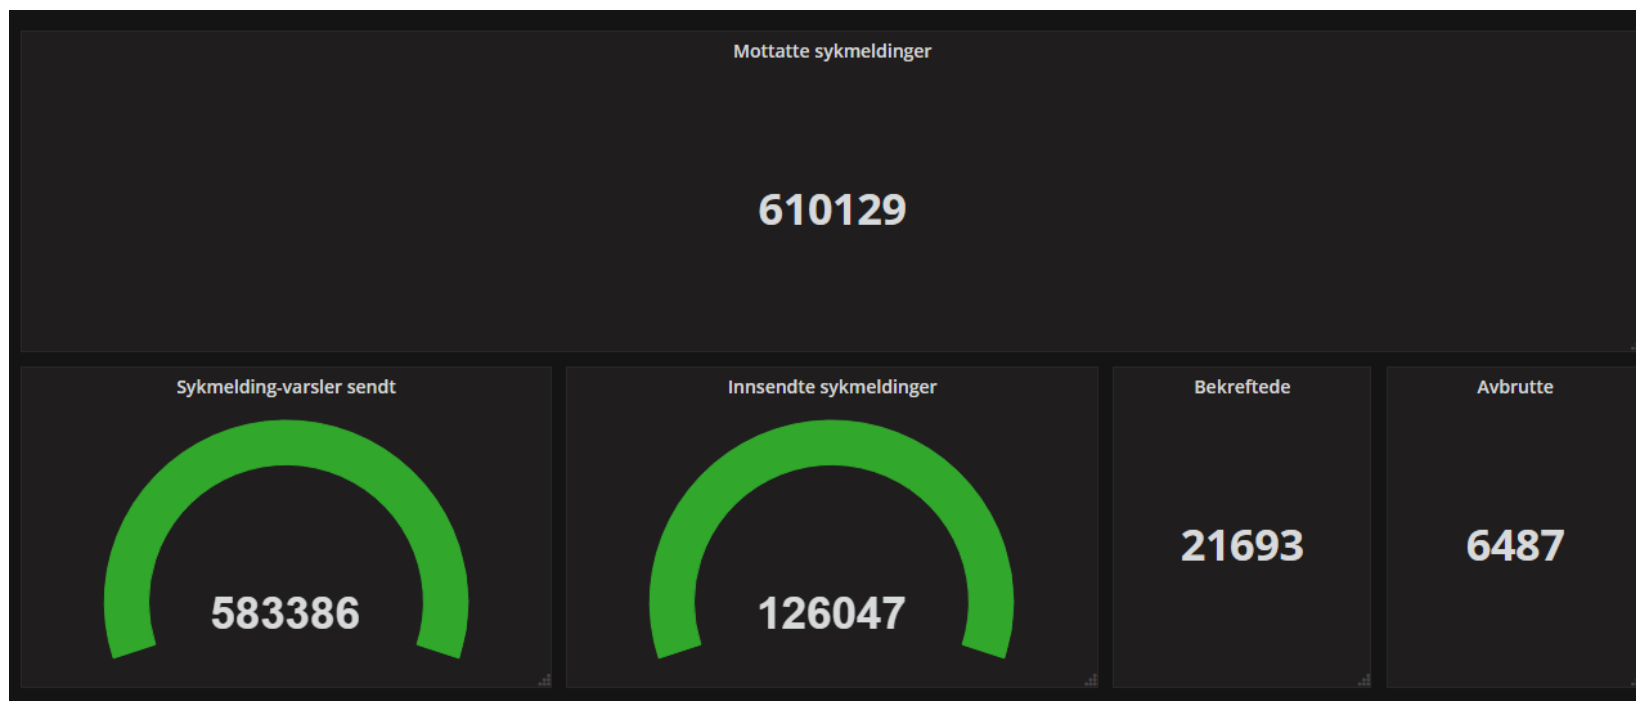 Mottatte sykmeldinger
610129
Sykmelding-varsler sendt
583386
Innsendte sykmeldinger
126047
Bekreftede
21693
Avbrutte
6487